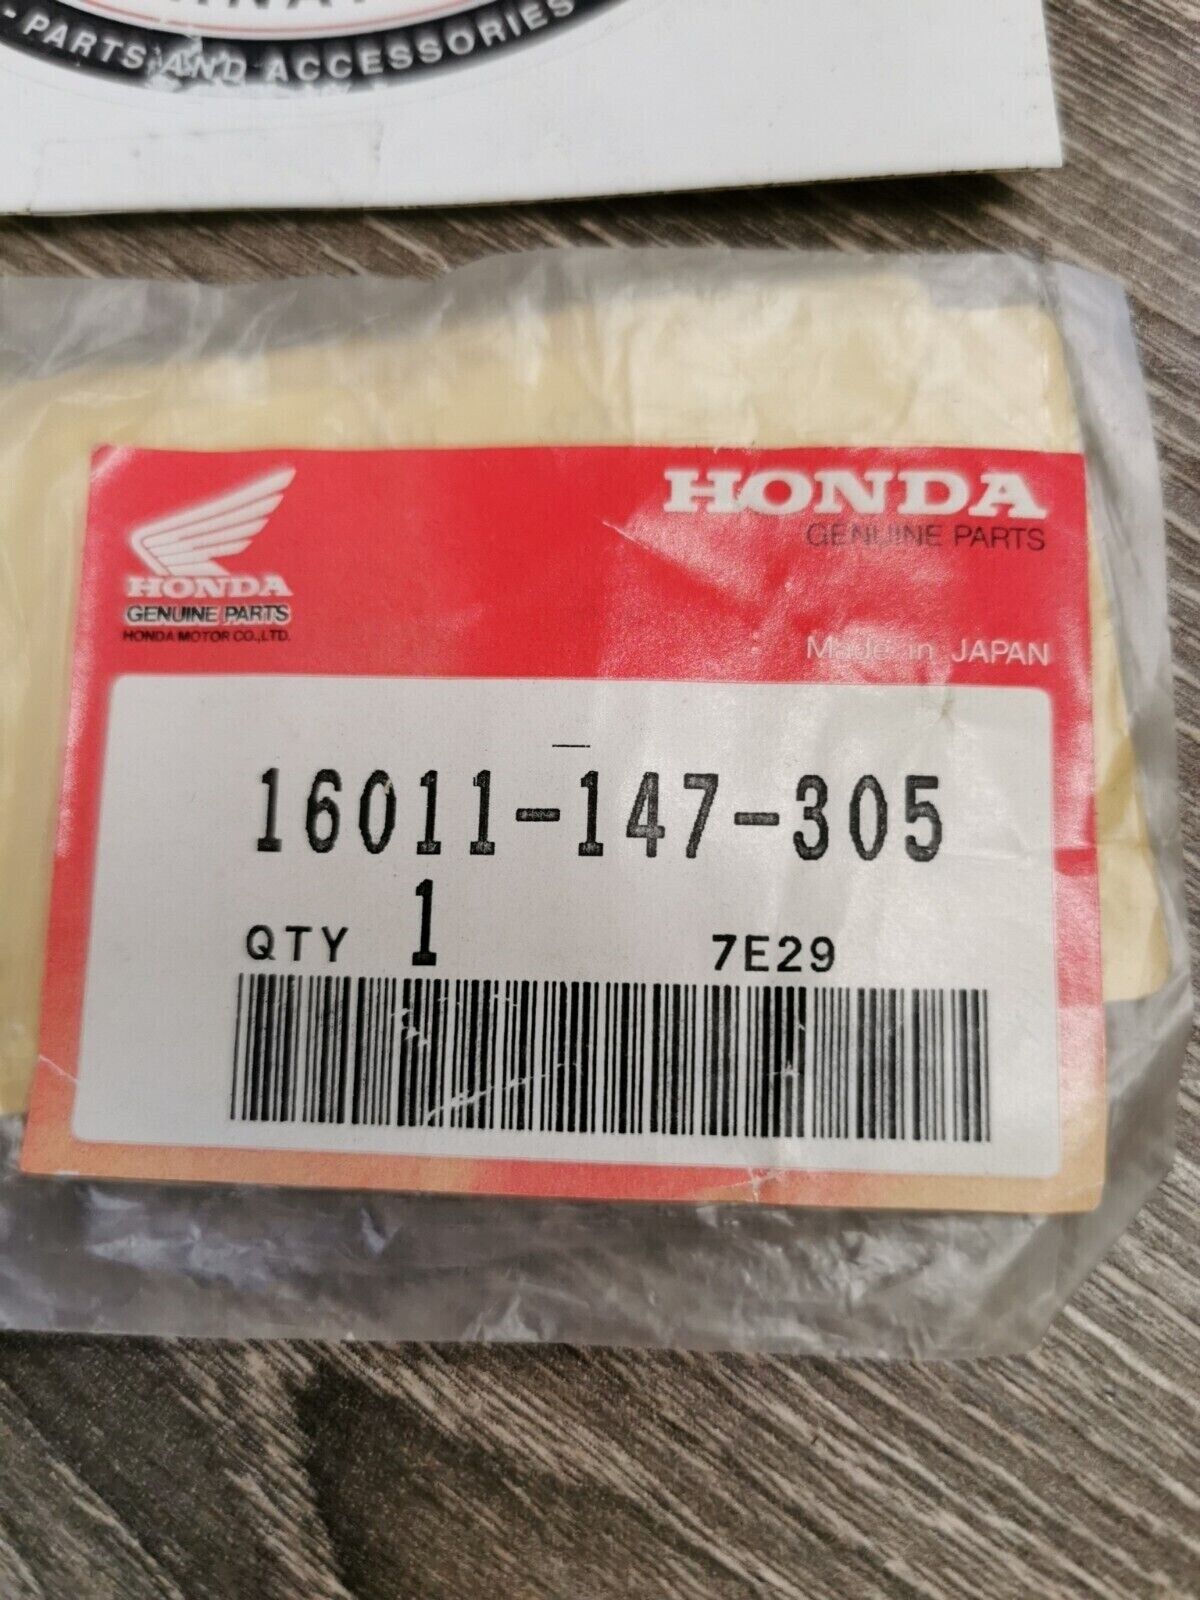 - PARTS AND ACCESSORIES
HONDA
GENUINE PARTS
HONDA MOTOR CO.,LTD.
HONDA
GENUINE PARTS
Made in JAPAN
16011-147-305
QTY 1 7E29